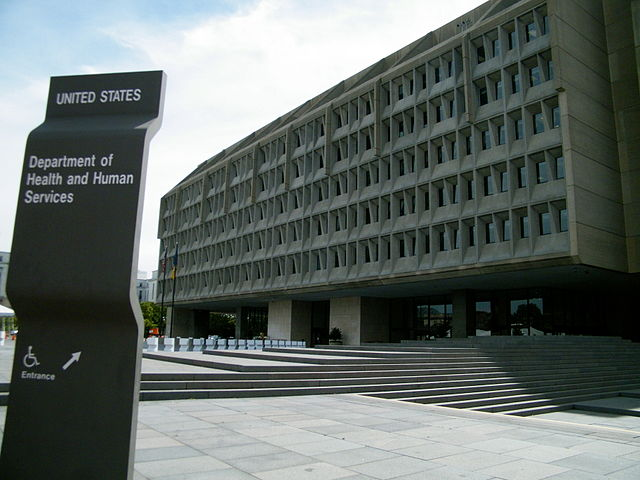 UNITED STATES
Department of
Health and Human
Services
Entrance